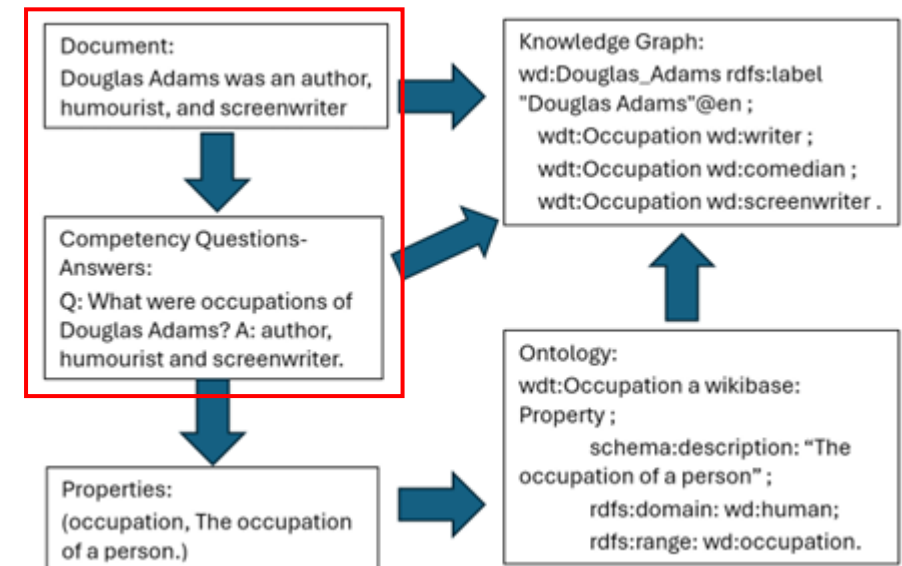 Document:
Douglas Adams was an author,
humourist, and screenwriter
Competency Questions-
Answers:
Q: What were occupations of
Douglas Adams? A: author,
humourist and screenwriter.
Properties:
(occupation, The occupation
of a person.)
Knowledge Graph:
wd:Douglas_Adams rdfs:label
"Douglas Adams"@en ;
wdt:Occupation wd:writer ;
wdt:Occupation wd:comedian ;
wdt:Occupation wd:screenwriter .
Ontology:
wdt:Occupation a wikibase:
Property ;
schema:description: “The
occupation of a person” ;
rdfs:domain: wd:human;
rdfs:range: wd:occupation.